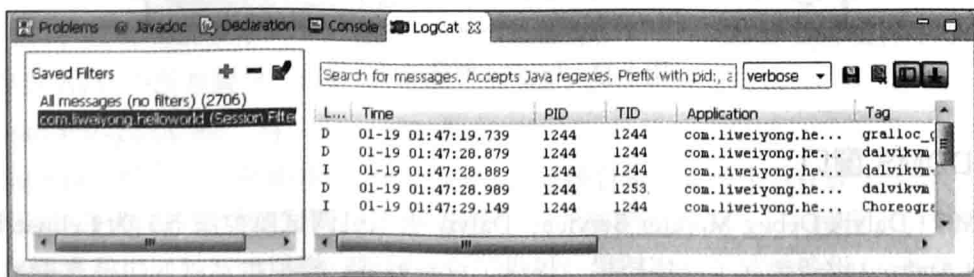 Problems @ Javadoc Declaration Console LogCat
Saved Filters
All messages (no filters) (2706)
com.liweiyong.helloworld (Session Filte
Search for messages. Accepts Java regexes. Prefix with pid:, a verbose
L... Time PID TID Application Tag
D 01-19 01:47:19.739 1244 1244 com.liweiyong.he... gralloc_g
D 01-19 01:47:28.879 1244 1244 com.liweiyong.he... dalvikvm
I 01-19 01:47:28.889 1244 1244 com.liweiyong.he... dalvikvm-
D 01-19 01:47:28.989 1244 1253 com.liweiyong.he... dalvikvm
I 01-19 01:47:29.149 1244 1244 com.liweiyong.he... Choreogra